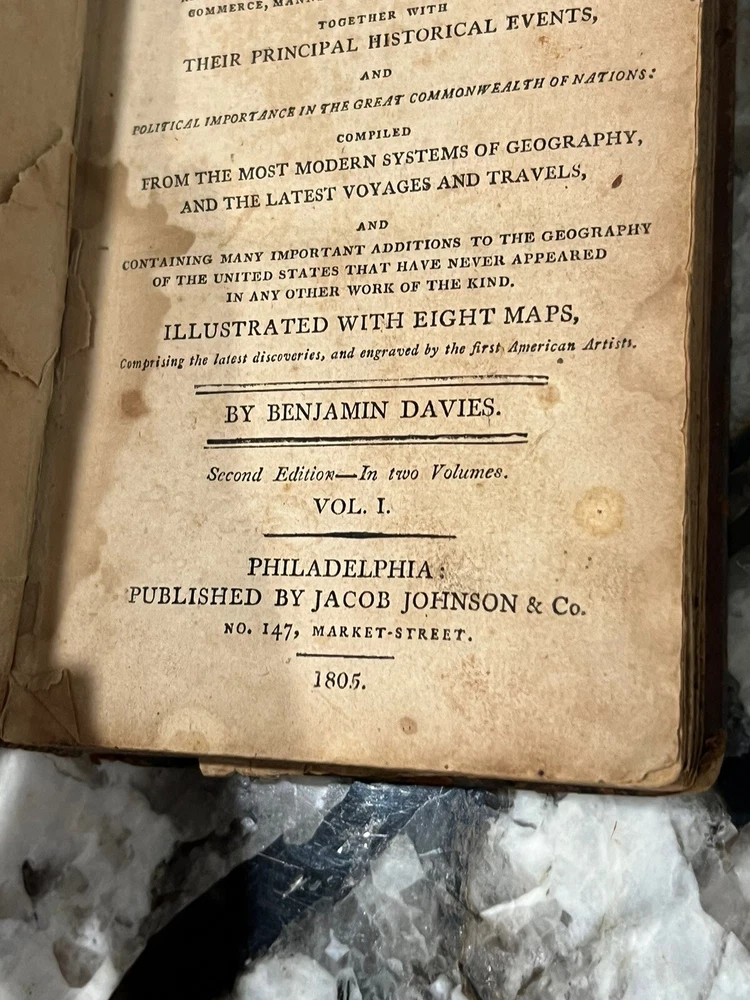 COMMERCE,
TOGETHER WITH
THEIR PRINCIPAL HISTORICAL EVENTS,
AND
POLITICAL IMPORTANCE IN THE GREAT COMMONWEALTH OF NATIONS:
COMPILED
FROM THE MOST MODERN SYSTEMS OF GEOGRAPHY,
AND THE LATEST VOYAGES AND TRAVELS,
AND
CONTAINING MANY IMPORTANT ADDITIONS TO THE GEOGRAPHY
OF THE UNITED STATES THAT HAVE NEVER APPEARED
IN ANY OTHER WORK OF THE KIND.
ILLUSTRATED WITH EIGHT MAPS,
Comprising the latest discoveries, and engraved by the first American Artists.
BY BENJAMIN DAVIES.
Second Edition—In two Volumes.
VOL. I.
PHILADELPHIA:
PUBLISHED BY JACOB JOHNSON & Co.
NO. 147, MARKET-STREET.
1805.